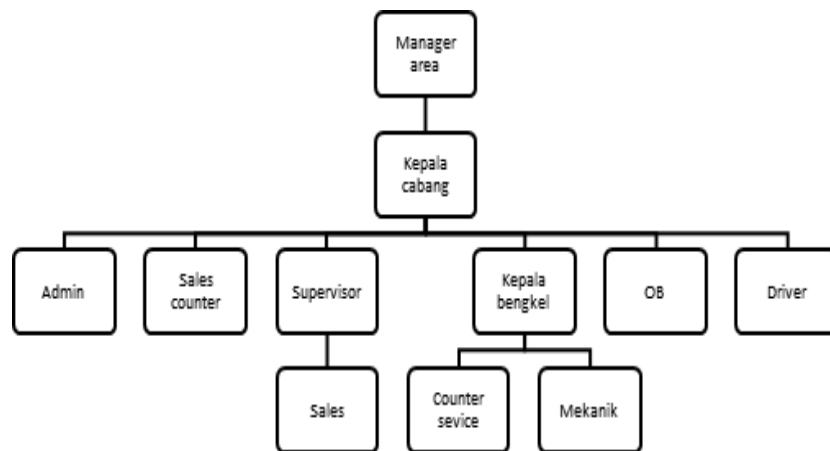 Manager
area
Kepala
cabang
Admin
Sales
counter
Supervisor
Kepala
bengkel
OB
Driver
Sales
Counter
sevice
Mekanik